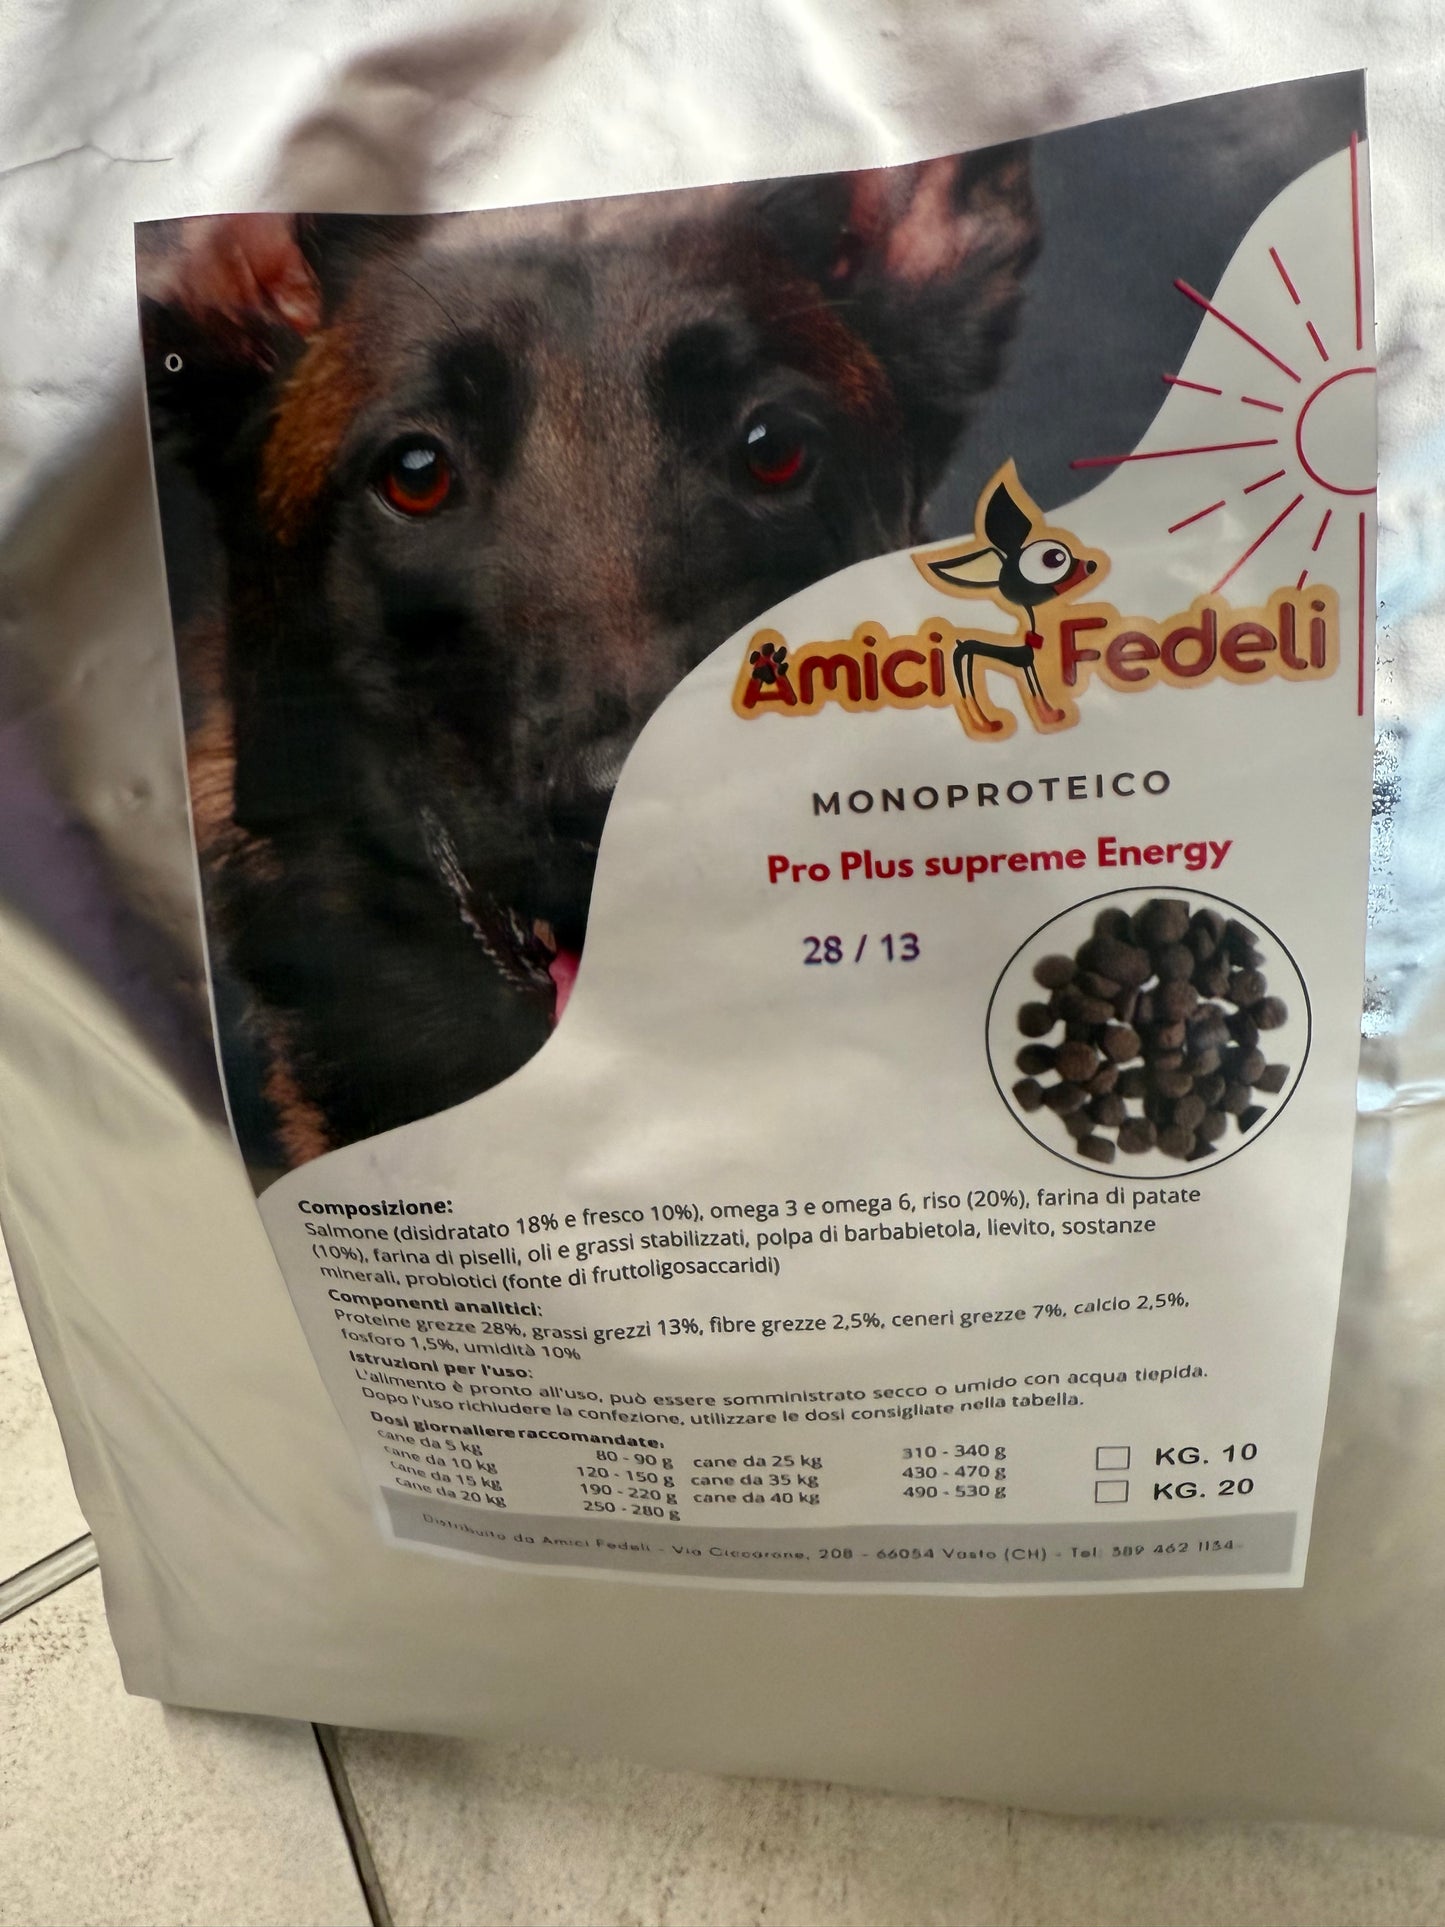 Amici Fedeli
MONOPROTEICO
Pro Plus supreme Energy
28 / 13
Composizione:
Salmone (disidratato 18% e fresco 10%), omega 3 e omega 6, riso (20%), farina di patate
(10%), farina di piselli, oli e grassi stabilizzati, polpa di barbabietola, lievito, sostanze
minerali, probiotici (fonte di fruttoligosaccaridi)
Componenti analitici:
Proteine grezze 28%, grassi grezzi 13%, fibre grezze 2,5%, ceneri grezze 7%, calcio 2,5%,
fosforo 1,5%, umidità 10%
Istruzioni per l'uso:
L'alimento è pronto all'uso, può essere somministrato secco o umido con acqua tiepida.
Dopo l'uso richiudere la confezione, utilizzare le dosi consigliate nella tabella.
Dosi giornaliere raccomandate.
cane da 5 kg 80 - 90 g cane da 25 kg 310 - 340 g
cane da 10 kg 120 - 150 g cane da 35 kg 430 - 470 g
cane da 15 kg 190 - 220 g cane da 40 kg 490 - 530 g
cane da 20 kg 250 - 280 g
KG. 10
KG. 20
Distribuito da Amici Fedeli - Via Ciccarone, 208 - 66054 Vasto (CH) - Tel. 389 462 1134